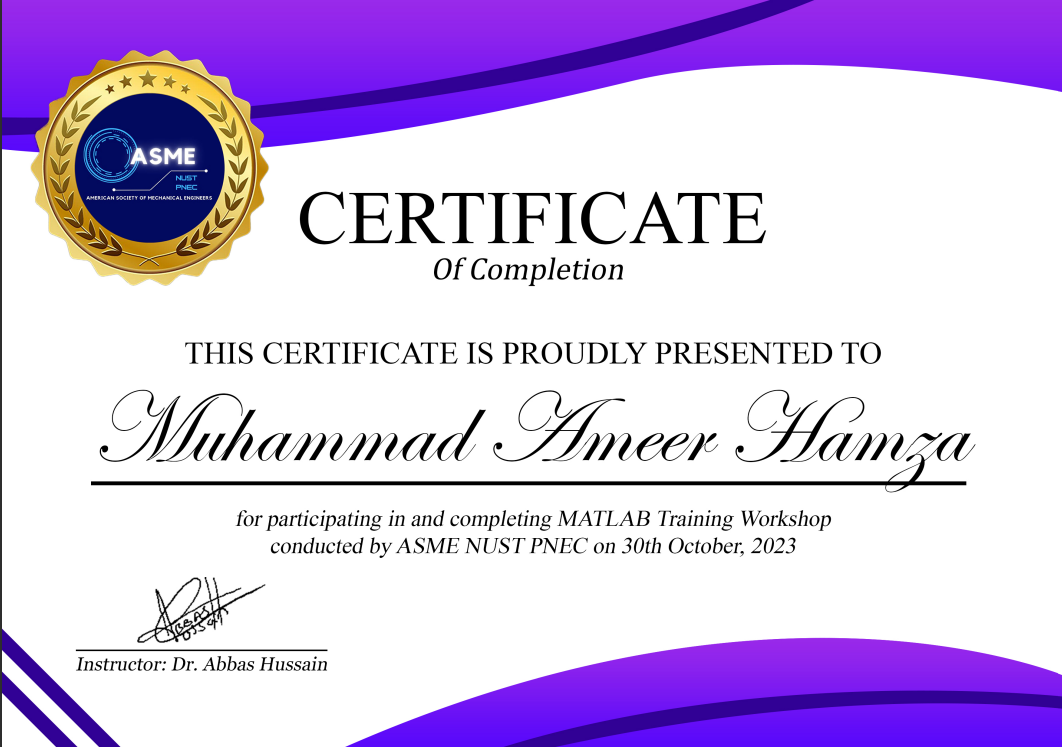 ASME
NUST
PNEC
AMERICAN SOCIETY OF MECHANICAL ENGINEERS
CERTIFICATE
Of Completion
THIS CERTIFICATE IS PROUDLY PRESENTED TO
Muhammad Ameer Hamza
for participating in and completing MATLAB Training Workshop
conducted by ASME NUST PNEC on 30th October, 2023
Instructor: Dr. Abbas Hussain